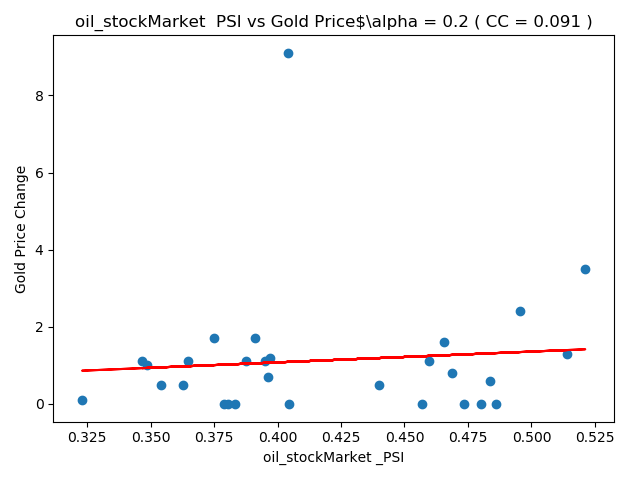 oil_stockMarket  PSI vs Gold Price$\alpha = 0.2 ( CC = 0.091 )
Gold Price Change
8
6
4
2
0
0.325 0.350 0.375 0.400 0.425 0.450 0.475 0.500 0.525
oil_stockMarket _PSI